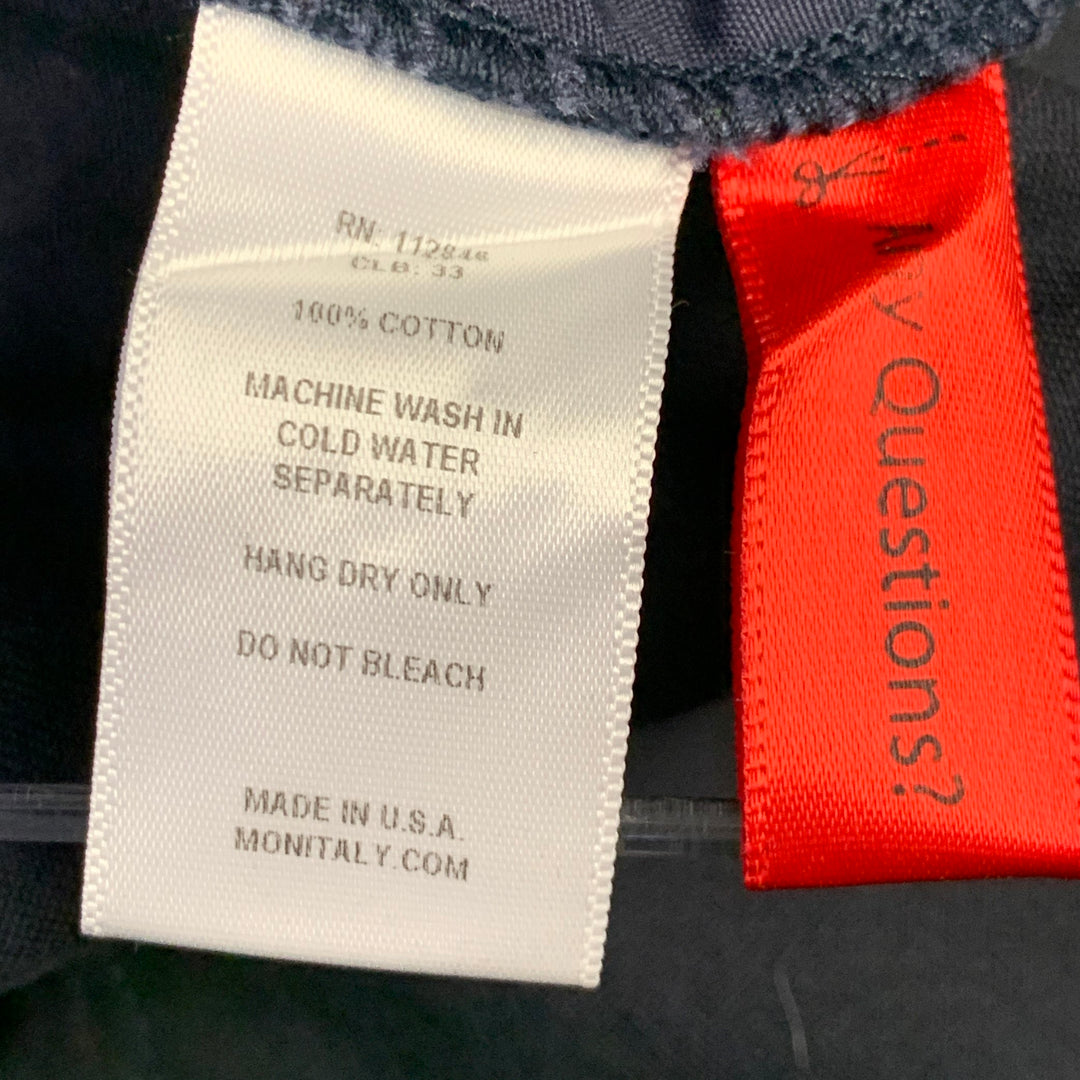 RN: 112846
CLB: 33
100% COTTON
MACHINE WASH IN
COLD WATER
SEPARATELY
HANG DRY ONLY
DO NOT BLEACH
MADE IN U.S.A.
MONITALY.COM
Questions?